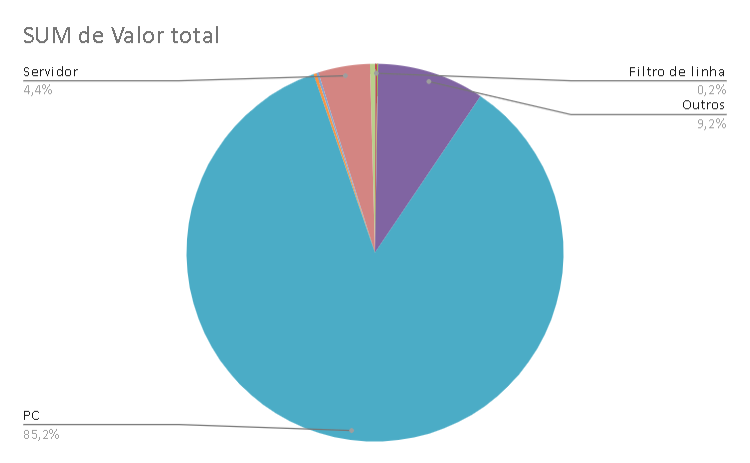 SUM de Valor total
Servidor
4,4%
Filtro de linha
0,2%
Outros
9,2%
PC
85,2%